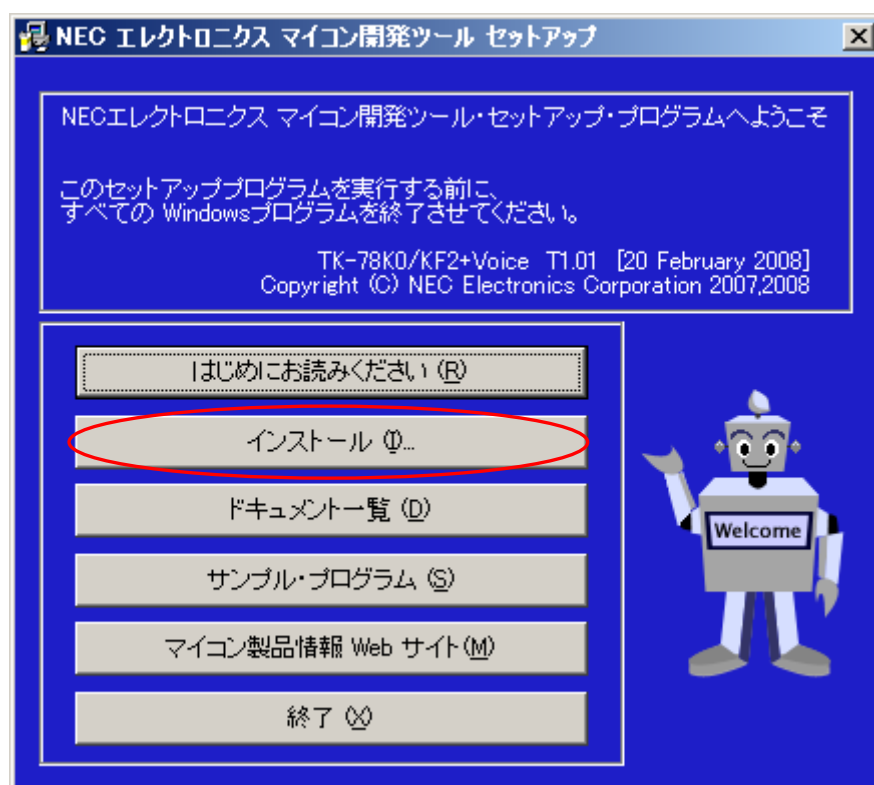 NEC エレクトロニクス マイコン開発ツール セットアップ
NECエレクトロニクス マイコン開発ツール・セットアップ・プログラムへようこそ
このセットアッププログラムを実行する前に、
すべての Windowsプログラムを終了させてください。
TK-78K0/KF2+Voice T1.01 [20 February 2008]
Copyright (C) NEC Electronics Corporation 2007,2008
はじめにお読みください (R)
インストール (I)...
ドキュメント一覧 (D)
Welcome
サンプル・プログラム (S)
マイコン製品情報 Web サイト(M)
終了 (X)